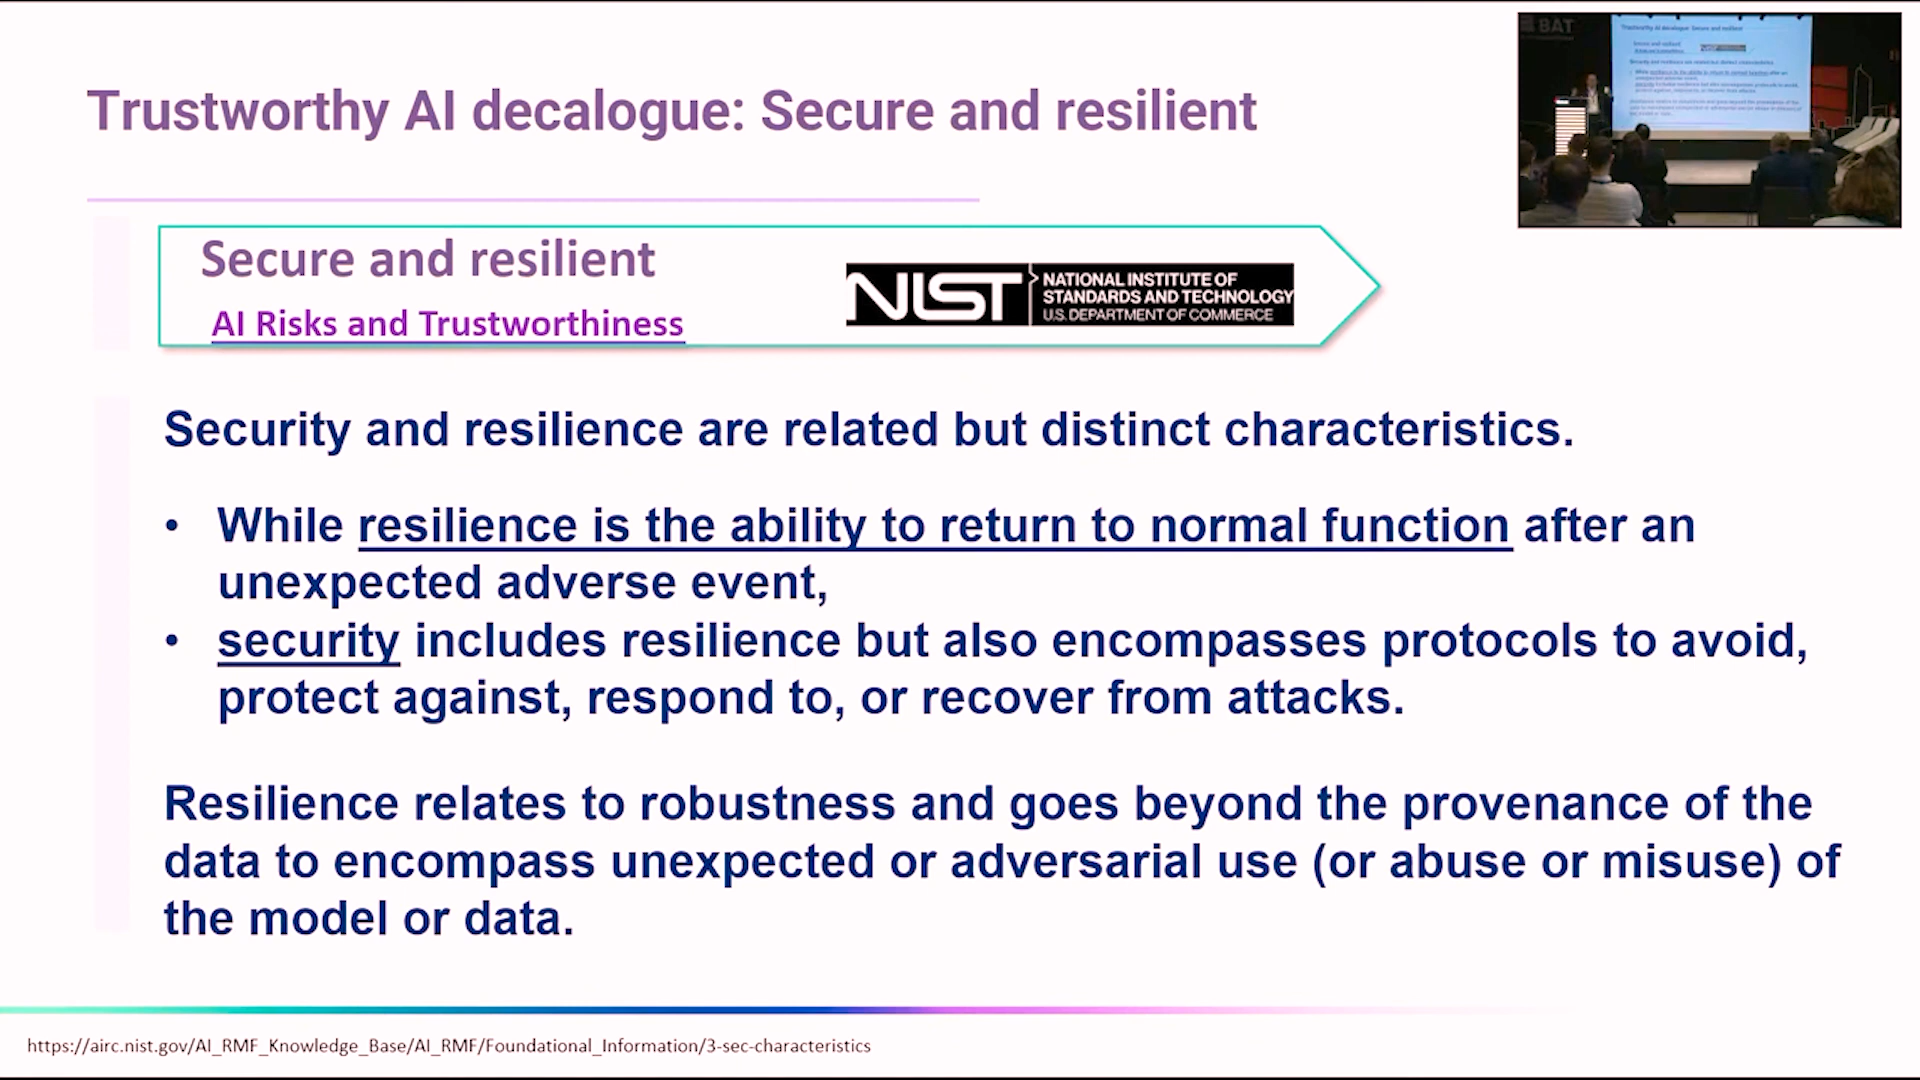 Trustworthy AI decalogue: Secure and resilient
BAT
Secure and resilient
AI Risks and Trustworthiness
NIST
NATIONAL INSTITUTE OF
STANDARDS AND TECHNOLOGY
U.S. DEPARTMENT OF COMMERCE
Security and resilience are related but distinct characteristics.
• While resilience is the ability to return to normal function after an
unexpected adverse event,
• security includes resilience but also encompasses protocols to avoid,
protect against, respond to, or recover from attacks.
Resilience relates to robustness and goes beyond the provenance of the
data to encompass unexpected or adversarial use (or abuse or misuse) of
the model or data.
https://airc.nist.gov/AI_RMF_Knowledge_Base/AI_RMF/Foundational_Information/3-sec-characteristics